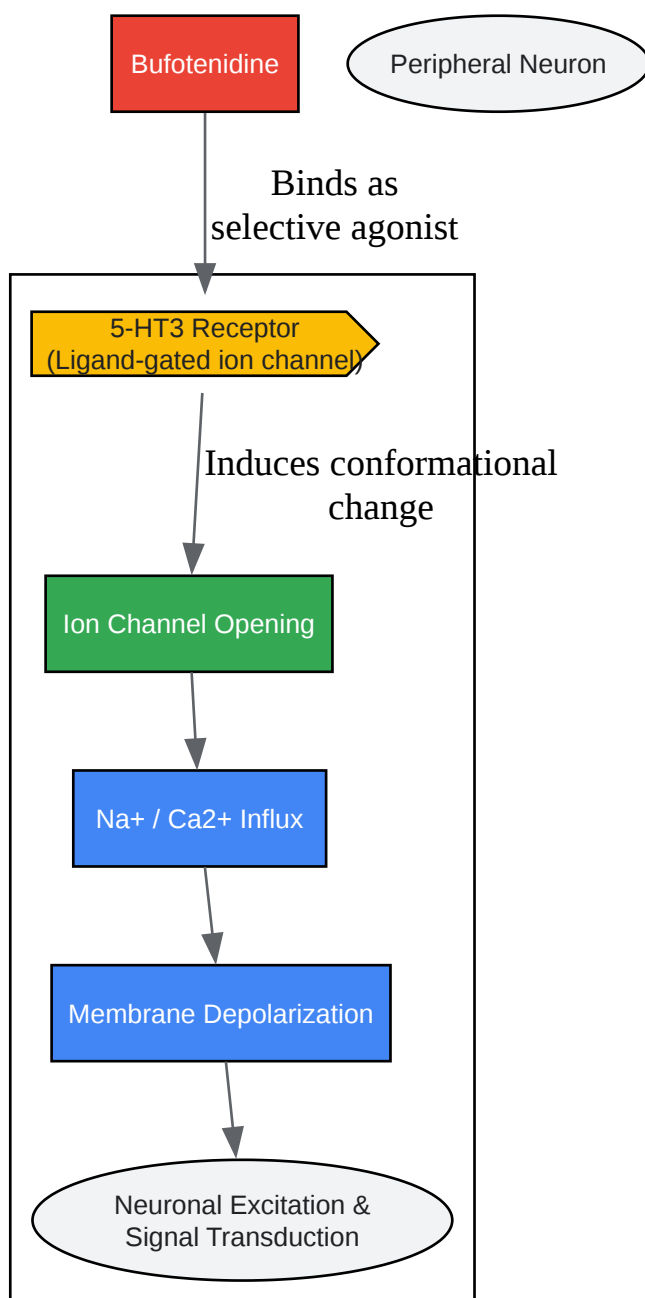 Bufotenidine
Peripheral Neuron
Binds as
selective agonist
5-HT3 Receptor
(Ligand-gated ion channel)
Induces conformational
change
Ion Channel Opening
Na+ / Ca2+ Influx
Membrane Depolarization
Neuronal Excitation &
Signal Transduction